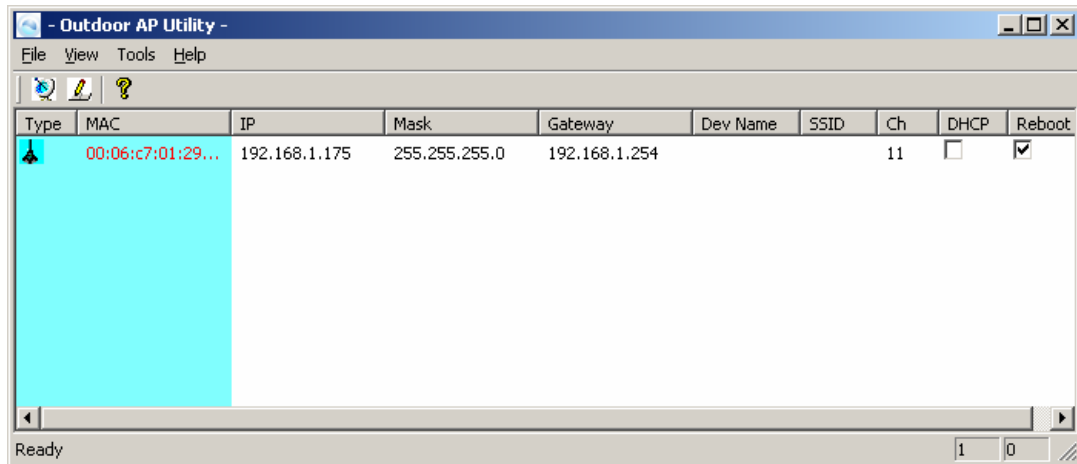 - Outdoor AP Utility -
File View Tools Help
Type MAC IP Mask Gateway Dev Name SSID Ch DHCP Reboot
00:06:c7:01:29... 192.168.1.175 255.255.255.0 192.168.1.254 11
Ready 1 0